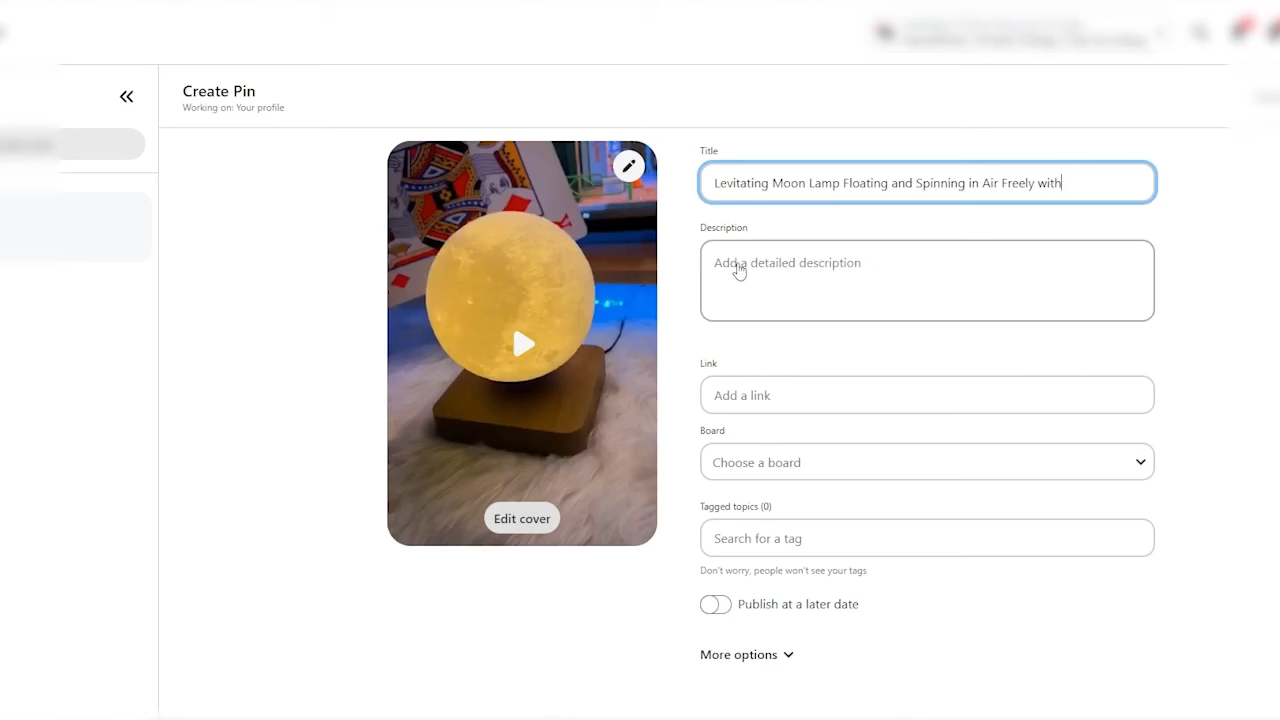 Create Pin
Working on: Your profile
Title
Levitating Moon Lamp Floating and Spinning in Air Freely with
Description
Add a detailed description
Link
Add a link
Board
Choose a board
Edit cover
Tagged topics (0)
Search for a tag
Don't worry, people won't see your tags
Publish at a later date
More options